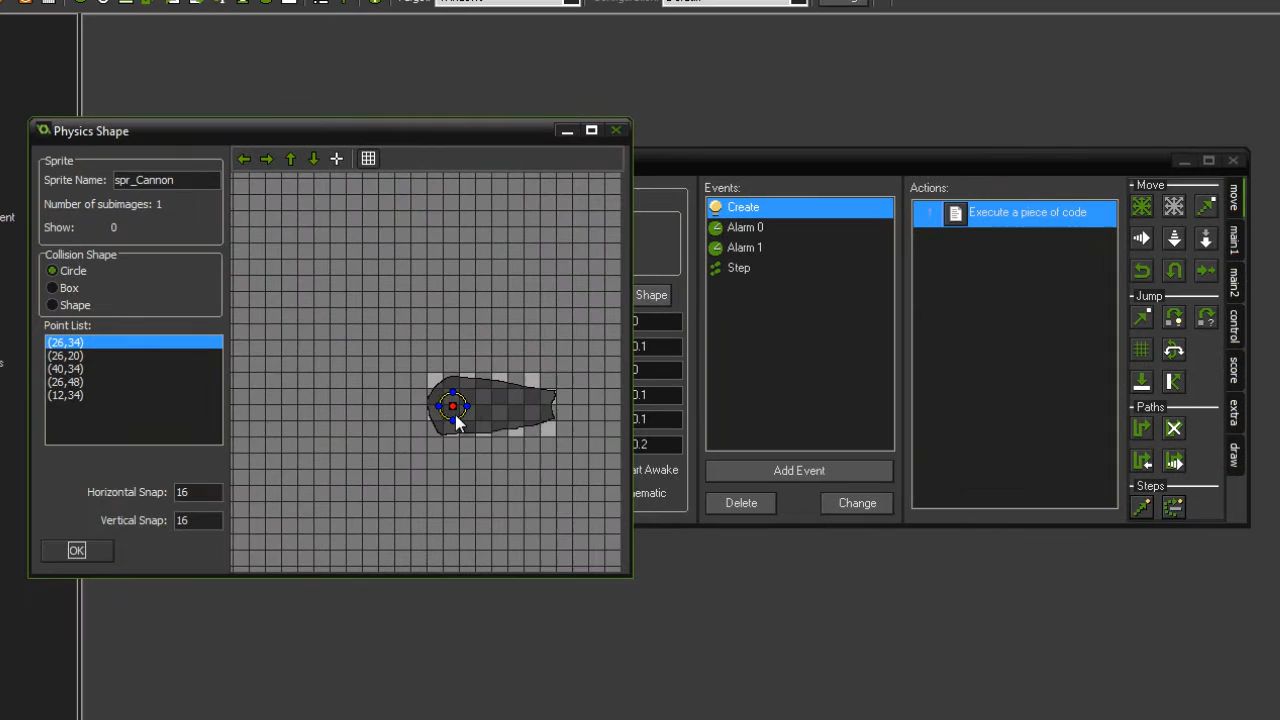 Physics Shape
Sprite
Sprite Name: spr_Cannon
Number of subimages: 1
Show: 0
Collision Shape
Circle
Box
Shape
Point List:
(26,34)
(26,20)
(40,34)
(26,48)
(12,34)
Horizontal Snap: 16
Vertical Snap: 16
OK
Shape
0
0.1
0
0.1
0.1
0.2
art Awake
nematic
Events:
Create
Alarm 0
Alarm 1
Step
Add Event
Delete
Change
Actions:
1
Execute a piece of code
Move
Jump
Paths
Steps
move
main1
main2
control
score
extra
draw
ent
s